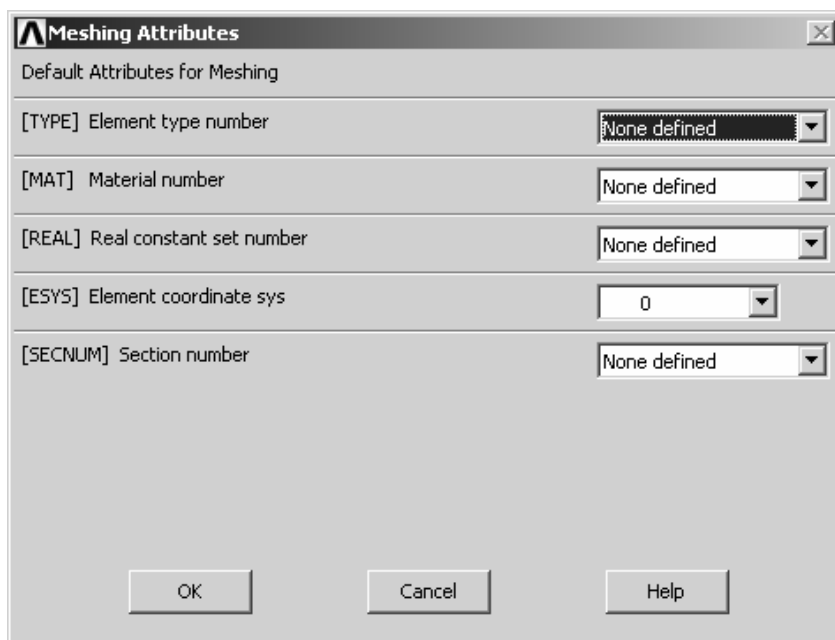 Meshing Attributes
Default Attributes for Meshing
[TYPE] Element type number None defined
[MAT] Material number None defined
[REAL] Real constant set number None defined
[ESYS] Element coordinate sys 0
[SECNUM] Section number None defined
OK Cancel Help